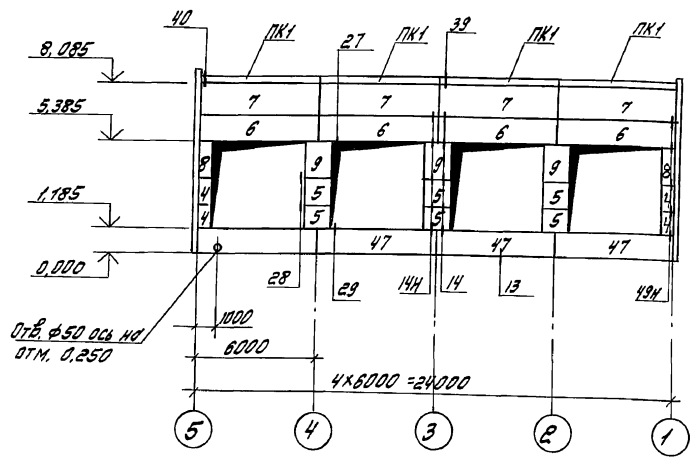 40 ПК1 27 ПК1 39 ПК1 ПК1
8,085
7 7 7 7
5,385
6 6 6 6
8 9 9 9 8
4 5 5 5
1,185
4 5 5 5 4
47 47 47
0,000
28 29 14Н 14 13 49Н
Отв. ф50 ось на
отм. 0,250
1000
6000
4×6000=24000
5 4 3 2 1